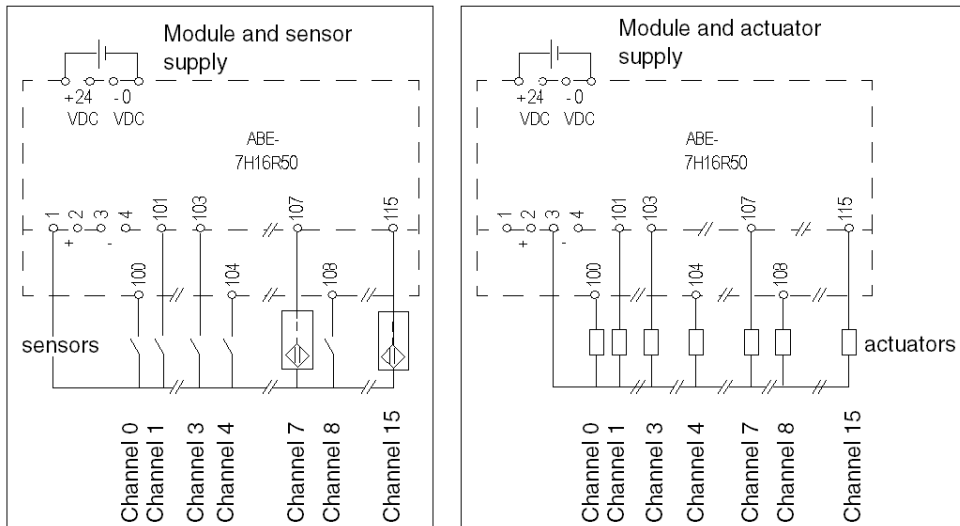 Module and sensor
supply
+24 -0
VDC VDC
ABE-
7H16R50
1 2 3 4 101 103 107 115
+ -
100 104 108
sensors
Channel 0
Channel 1
Channel 3
Channel 4
Channel 7
Channel 8
Channel 15
Module and actuator
supply
+24 -0
VDC VDC
ABE-
7H16R50
1 2 3 4 101 103 107 115
+ -
100 104 108
actuators
Channel 0
Channel 1
Channel 3
Channel 4
Channel 7
Channel 8
Channel 15